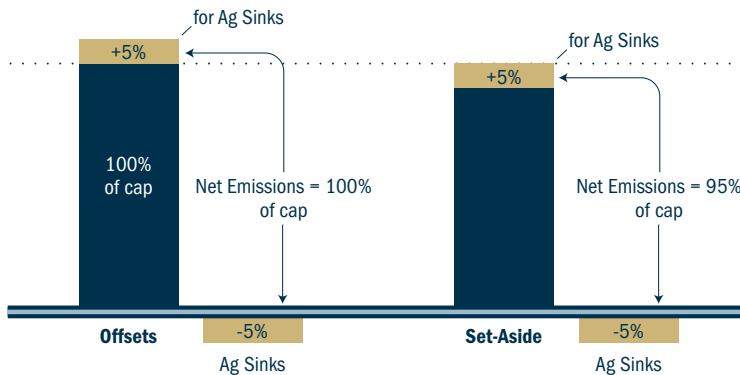 for Ag Sinks
+5%
100%
of cap
Net Emissions = 100%
of cap
Offsets
-5%
Ag Sinks
for Ag Sinks
+5%
Net Emissions = 95%
of cap
Set-Aside
-5%
Ag Sinks